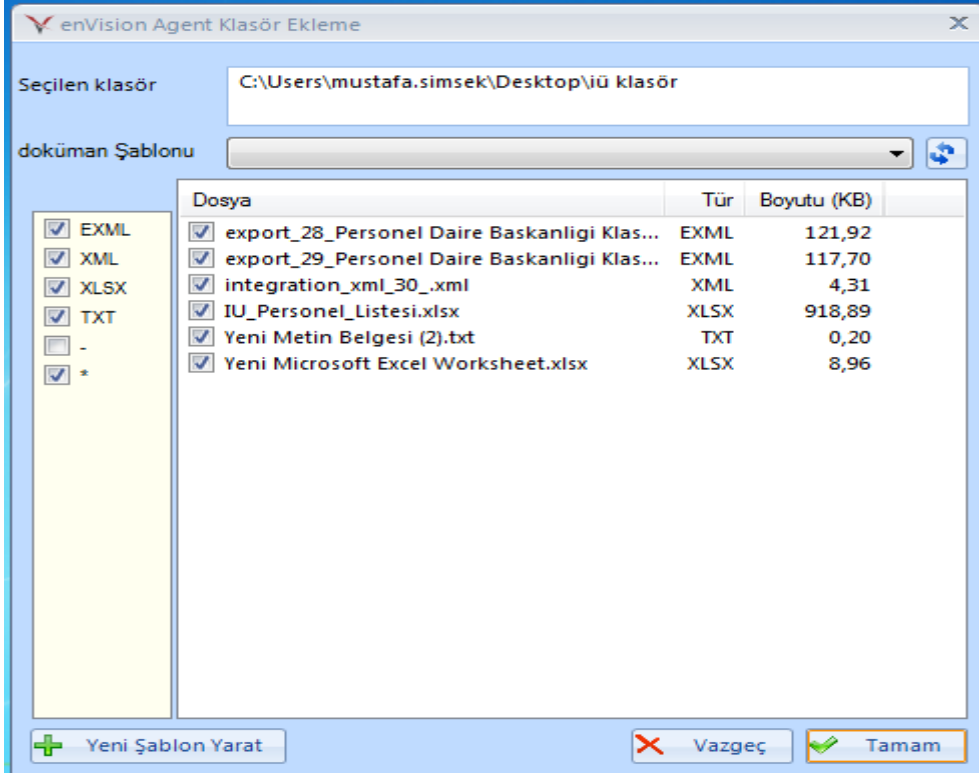 enVision Agent Klasör Ekleme
Seçilen klasör
C:\Users\mustafa.simsek\Desktop\iü klasör
doküman Şablonu
Dosya Tür Boyutu (KB)
EXML
XML
XLSX
TXT
-
*
export_28_Personel Daire Baskanligi Klas... EXML 121,92
export_29_Personel Daire Baskanligi Klas... EXML 117,70
integration_xml_30_.xml XML 4,31
IU_Personel_Listesi.xlsx XLSX 918,89
Yeni Metin Belgesi (2).txt TXT 0,20
Yeni Microsoft Excel Worksheet.xlsx XLSX 8,96
Yeni Şablon Yarat Vazgeç Tamam